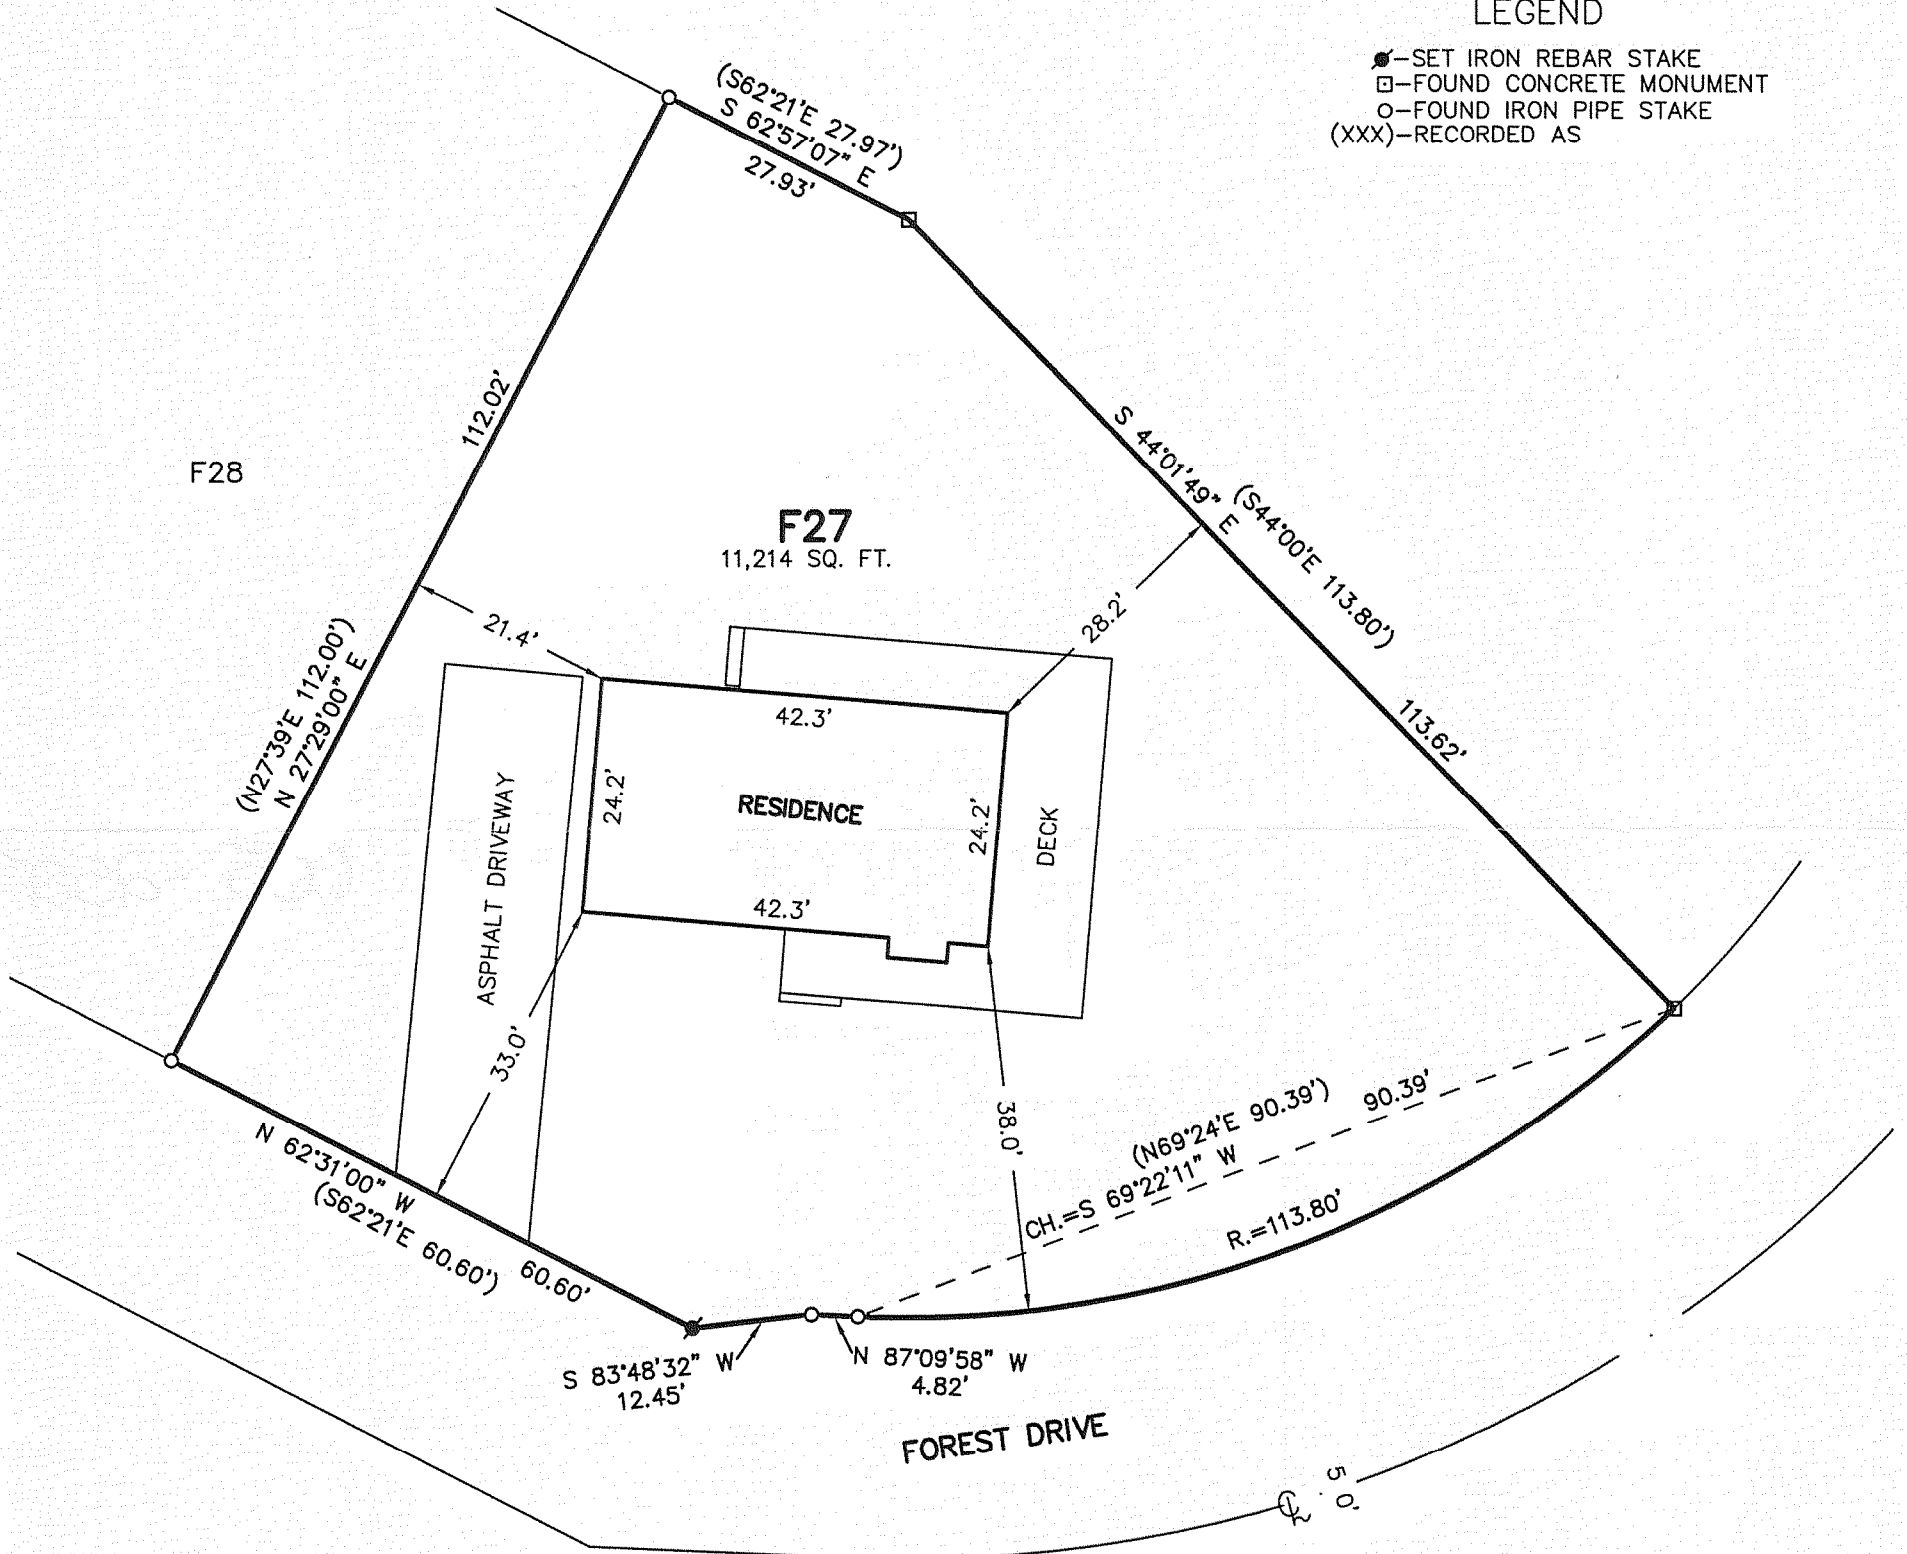 LEGEND
-SET IRON REBAR STAKE
-FOUND CONCRETE MONUMENT
-FOUND IRON PIPE STAKE
(XXX)-RECORDED AS
(S62°21'E 27.97')
S 62°57'07" E
27.93'
112.02'
F28
S 44°01'49" E
(S44°00'E 113.80')
F27
11,214 SQ. FT.
28.2'
21.4'
(N27°39'E 112.00')
N 27°29'00" E
42.3'
113.62'
24.2'
RESIDENCE
24.2'
DECK
ASPHALT DRIVEWAY
42.3'
33.0'
38.0'
(N69°24'E 90.39')
90.39'
CH.=S 69°22'11" W
R.=113.80'
N 62°31'00" W
(S62°21'E 60.60')
60.60'
S 83°48'32" W
12.45'
N 87°09'58" W
4.82'
FOREST DRIVE